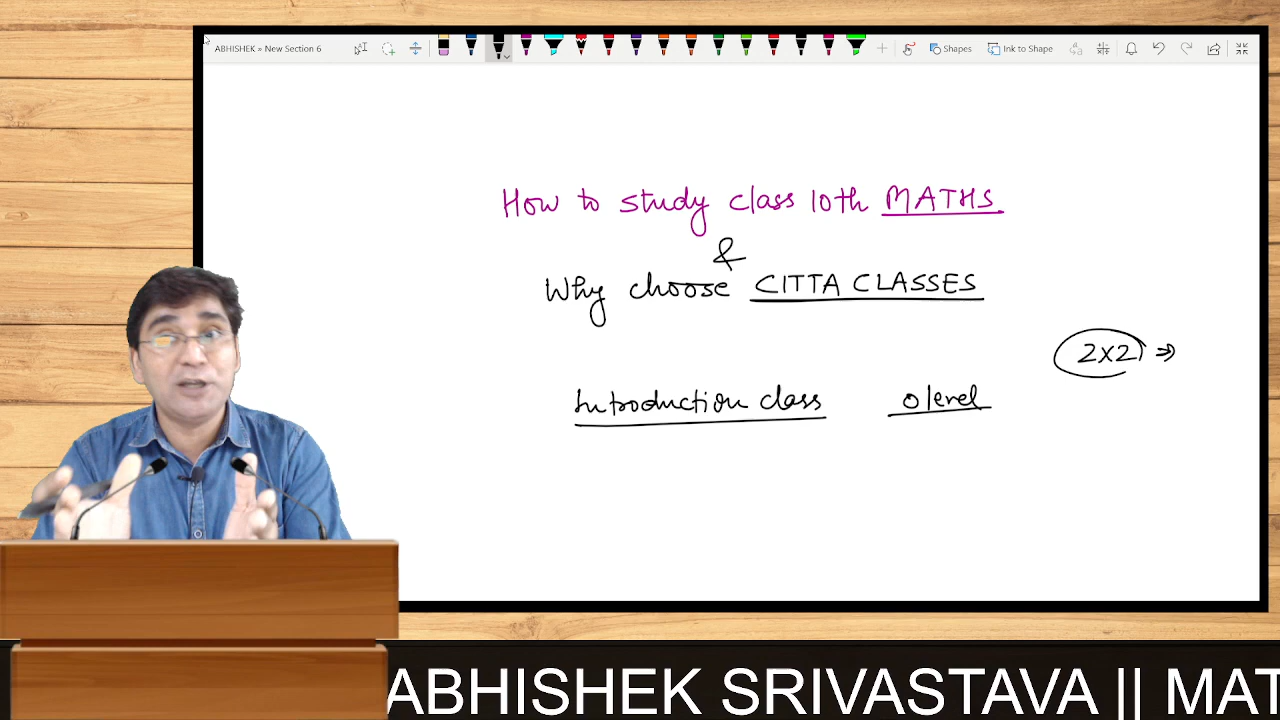 ABHISHEK » New Section 6
Shapes
Ink to Shape
How to study class 10th MATHS
&
Why choose CITTA CLASSES
2x2 ⇒
Introduction class
O level
ABHISHEK SRIVASTAVA || MAT